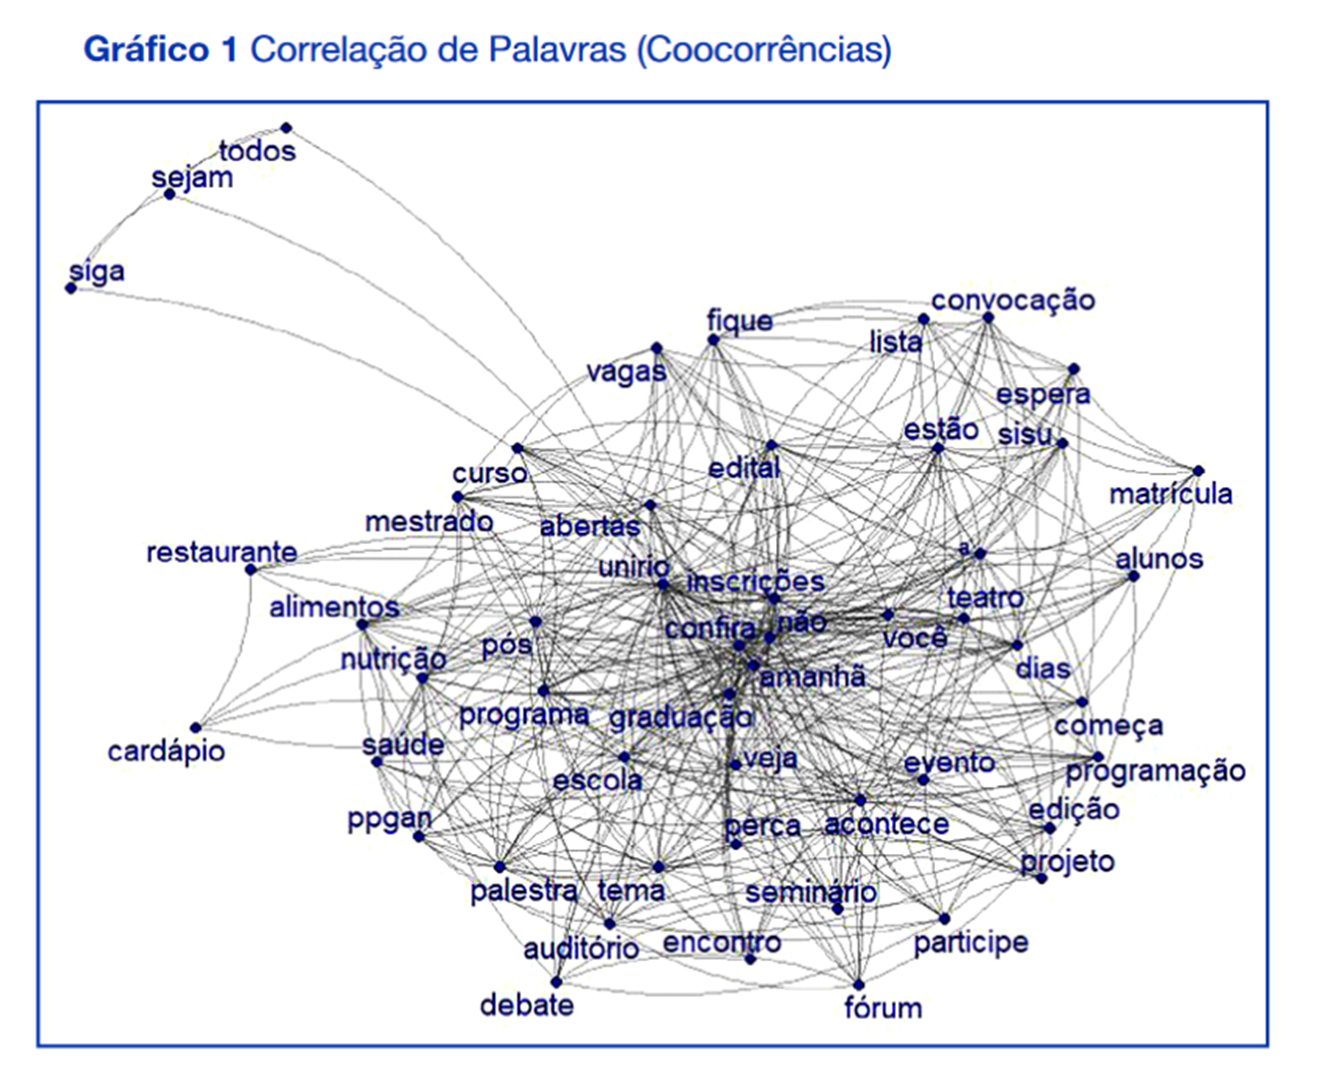 Gráfico 1 Correlação de Palavras (Coocorrências)
todos
sejam
siga
convocação
fique
lista
vagas
espera
estão
sisu
edital
curso
matrícula
mestrado
abertas
restaurante
a
alunos
unirio
inscrições
teatro
alimentos
confira
não
você
pós
nutrição
dias
amanhã
programa
graduação
começa
saúde
cardápio
veja
evento
programação
escola
edição
ppgan
perca
acontece
projeto
palestra
tema
seminário
auditório
encontro
participe
debate
fórum